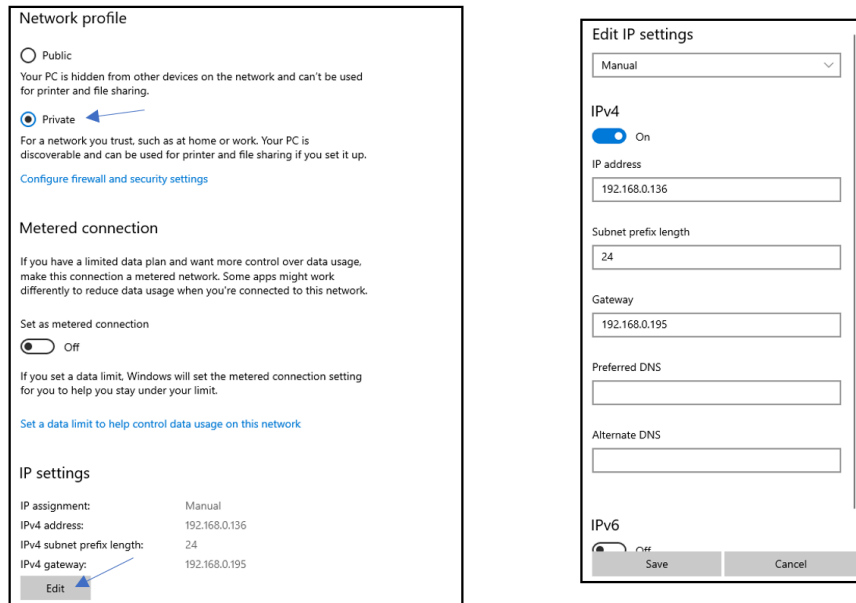 Network profile
Public
Your PC is hidden from other devices on the network and can't be used
for printer and file sharing.
Private
For a network you trust, such as at home or work. Your PC is
discoverable and can be used for printer and file sharing if you set it up.
Configure firewall and security settings
Metered connection
If you have a limited data plan and want more control over data usage,
make this connection a metered network. Some apps might work
differently to reduce data usage when you're connected to this network.
Set as metered connection
Off
If you set a data limit, Windows will set the metered connection setting
for you to help you stay under your limit.
Set a data limit to help control data usage on this network
IP settings
IP assignment: Manual
IPv4 address: 192.168.0.136
IPv4 subnet prefix length: 24
IPv4 gateway: 192.168.0.195
Edit
Edit IP settings
Manual
IPv4
On
IP address
192.168.0.136
Subnet prefix length
24
Gateway
192.168.0.195
Preferred DNS
Alternate DNS
IPv6
Off
Save Cancel